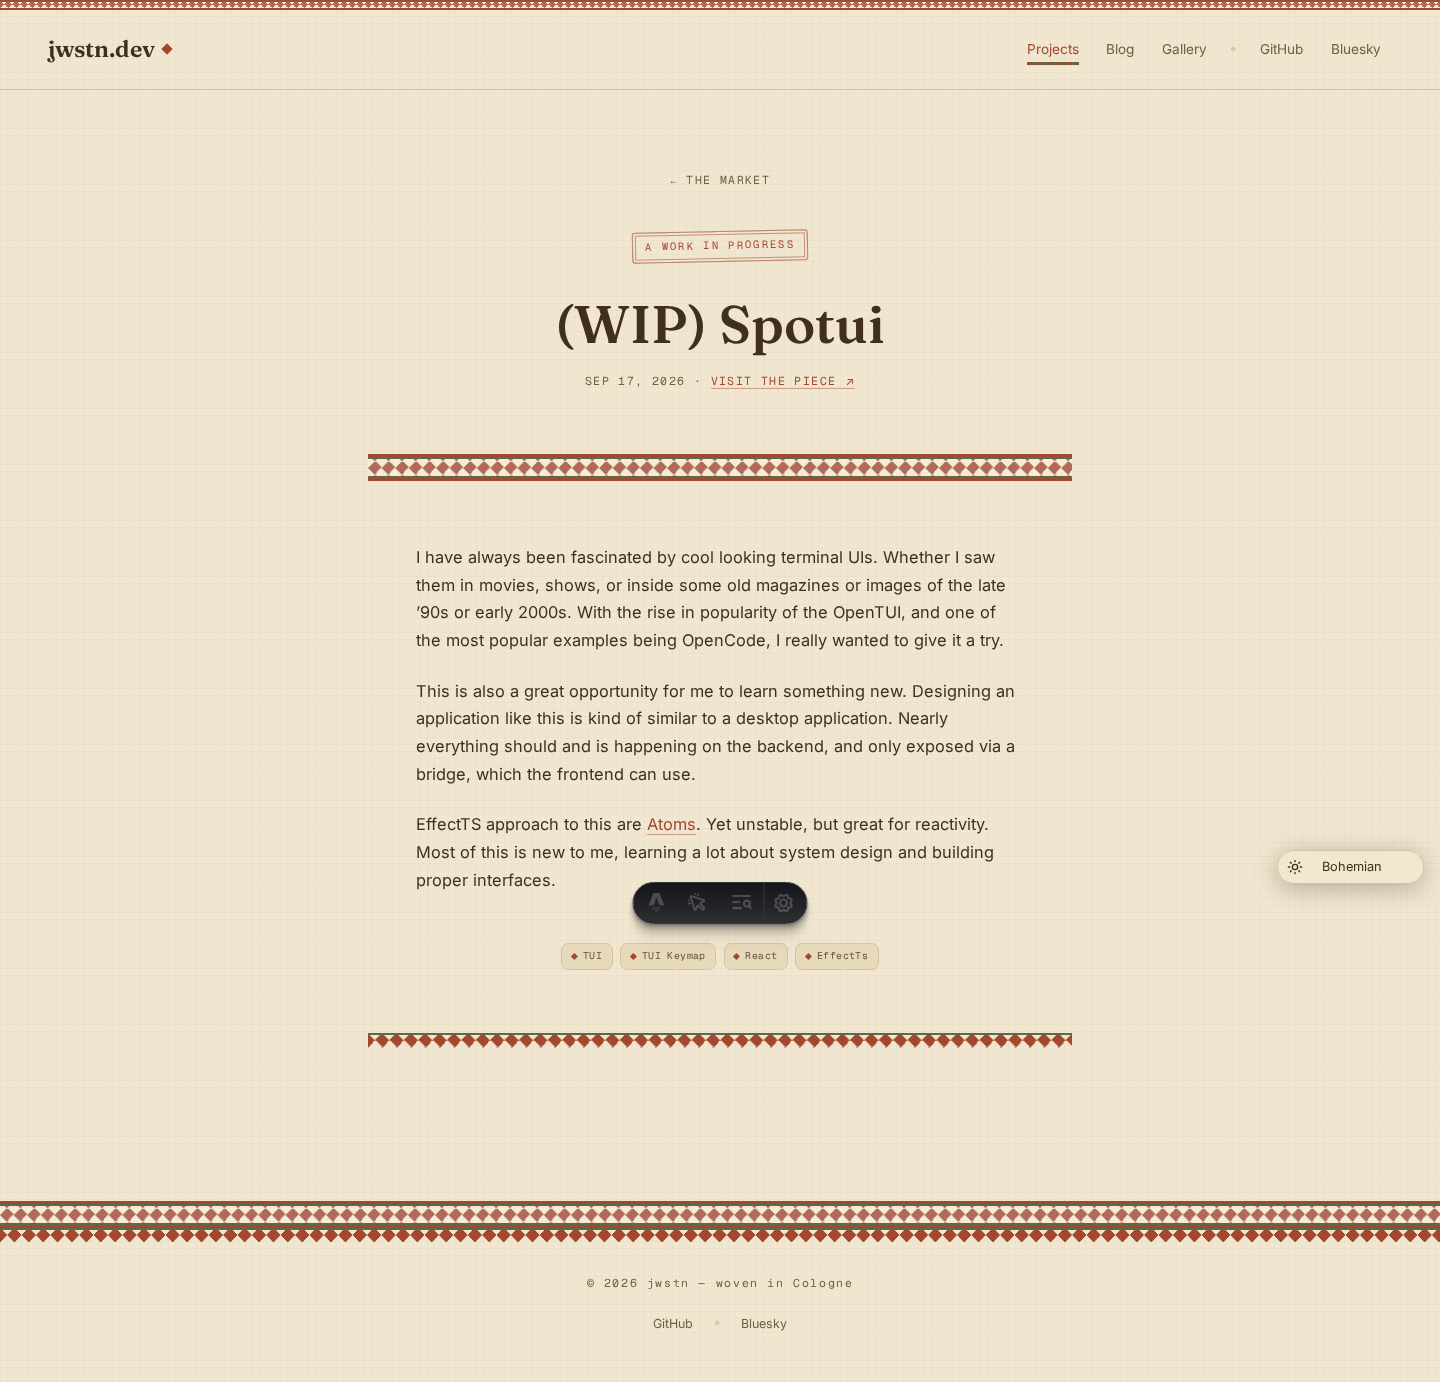 jwstn.dev
Projects Blog Gallery GitHub Bluesky
← THE MARKET
A WORK IN PROGRESS
(WIP) Spotui
SEP 17, 2026 · VISIT THE PIECE ↗
I have always been fascinated by cool looking terminal UIs. Whether I saw
them in movies, shows, or inside some old magazines or images of the late
’90s or early 2000s. With the rise in popularity of the OpenTUI, and one of
the most popular examples being OpenCode, I really wanted to give it a try.
This is also a great opportunity for me to learn something new. Designing an
application like this is kind of similar to a desktop application. Nearly
everything should and is happening on the backend, and only exposed via a
bridge, which the frontend can use.
EffectTS approach to this are Atoms. Yet unstable, but great for reactivity.
Most of this is new to me, learning a lot about system design and building
proper interfaces.
Bohemian
TUI TUI Keymap React EffectTs
© 2026 jwstn — woven in Cologne
GitHub Bluesky